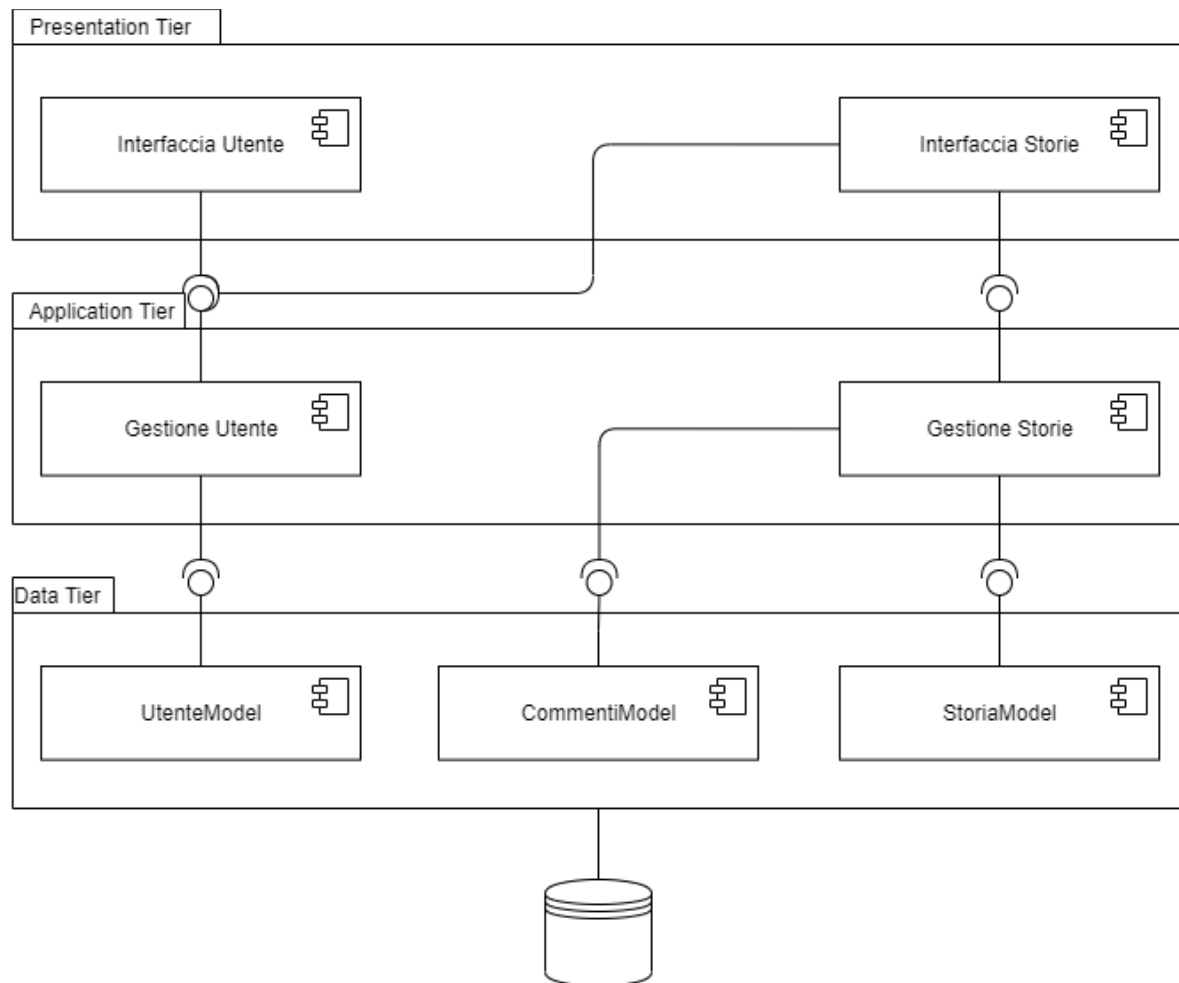 Presentation Tier
Interfaccia Utente
Interfaccia Storie
Application Tier
Gestione Utente
Gestione Storie
Data Tier
UtenteModel
CommentiModel
StoriaModel